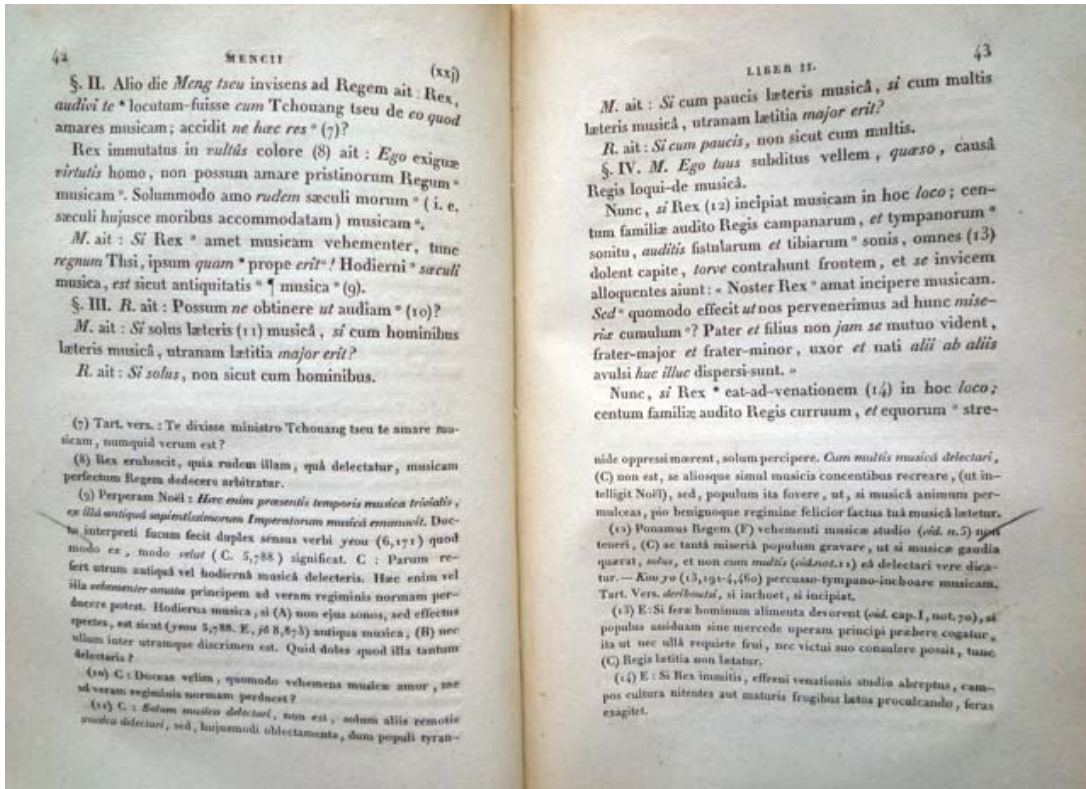 42
MENCII
(xxj)
§. II. Alio die Meng tseu invisens ad Regem ait : Rex,
audivi te * locutum-fuisse cum Tchouang tseu de eo quod
amares musicam; accidit ne hæc res ° (7)?
Rex immutatus in vultûs colore (8) ait : Ego exiguæ
virtutis homo, non possum amare pristinorum Regum °
musicam °. Solummodo amo rudem sæculi morum ° (i. e.
sæculi hujusce moribus accommodatam) musicam °.
M. ait : Si Rex ° amet musicam vehementer, tunc
regnum Thsi, ipsum quam * prope erit °! Hodierni ° sæculi
musica, est sicut antiquitatis ° ¶ musica ° (9).
§. III. R. ait : Possum ne obtinere ut audiam ° (10)?
M. ait : Si solus læteris (11) musicâ, si cum hominibus
læteris musicâ, utranam lætitia major erit?
R. ait : Si solus, non sicut cum hominibus.
(7) Tart. vers. : Te dixisse ministro Tchouang tseu te amare mu-
sicam, numquid verum est?
(8) Rex erubescit, quia rudem illam, quâ delectatur, musicam
perfectum Regem dedecere arbitratur.
(9) Perperam Noël : Hæc enim præsentis temporis musica trivialis,
ex illâ antiquâ sapientissimorum Imperatorum musicâ emanavit. Doc-
to interpreti fucum fecit duplex sensus verbi yeou (6,171) quod
modo ex, modo velut (C. 5,788) significat. C : Parum re-
fert utrum antiquâ vel hodiernâ musicâ delecteris. Hæc enim vel
illa vehementer amata principem ad veram regiminis normam per-
ducere potest. Hodierna musica, si (A) non ejus sonos, sed effectus
spectes, est sicut (yeou 5,788. E, jo 8,673) antiqua musica, (B) nec
ullum inter utramque discrimen est. Quid doles quod illa tantum
delectaris?
(10) C : Doceas velim, quomodo vehemens musicæ amor, me
ad veram regiminis normam perducet?
(11) C. : Solum musica delectari, non est, solum aliis remotis
musica delectari, sed, hujusmodi oblectamenta, dum populi tyran-
43
LIBER II.
M. ait : Si cum paucis læteris musicâ, si cum multis
læteris musicâ, utranam lætitia major erit?
R. ait : Si cum paucis, non sicut cum multis.
§. IV. M. Ego tuus subditus vellem, quæso, causâ
Regis loqui-de musicâ.
Nunc, si Rex (12) incipiat musicam in hoc loco; cen-
tum familiæ audito Regis campanarum, et tympanorum °
sonitu, auditis fistularum et tibiarum ° sonis, omnes (13)
dolent capite, torve contrahunt frontem, et se invicem
alloquentes aiunt : « Noster Rex ° amat incipere musicam.
Sed ° quomodo effecit ut nos pervenerimus ad hunc mise-
riæ cumulum °? Pater et filius non jam se mutuo vident,
frater-major et frater-minor, uxor et nati alii ab aliis
avulsi huc illuc dispersi-sunt. »
Nunc, si Rex * eat-ad-venationem (14) in hoc loco;
centum familiæ audito Regis curruum, et equorum ° stre-
nide oppressi mœrent, solum percipere. Cum multis musicâ delectari,
(C) non est, se aliosque simul musicis concentibus recreare, (ut in-
telligit Noël), sed, populum ita fovere, ut, si musicâ animum per-
mulceas, pio benignoque regimine felicior factus tuâ musicâ lætetur.
(12) Ponamus Regem (F) vehementi musicæ studio (vid. n.5) non
teneri, (C) ac tantâ miseriâ populum gravare, ut si musicæ gaudia
quærat, solus, et non cum multis (vid.not.11) eâ delectari vere dica-
tur. — Kou yo (13,191-4,460) percusso-tympano-inchoare musicam.
Tart. Vers. deriboutsi, si inchoet, si incipiat.
(13) E : Si feræ hominum alimenta devorent (vid. cap. I, not. 70), si
populus assiduam sine mercede operam principi præbere cogatur,
ita ut nec ullâ requiete frui, nec victui suo consulere possit, tunc
(C) Regis lætitia non lætatur.
(14) E : Si Rex immitis, effreni venationis studio abreptus, cam-
pos cultura nitentes aut maturis frugibus lætos proculcando, feras
exagitet.